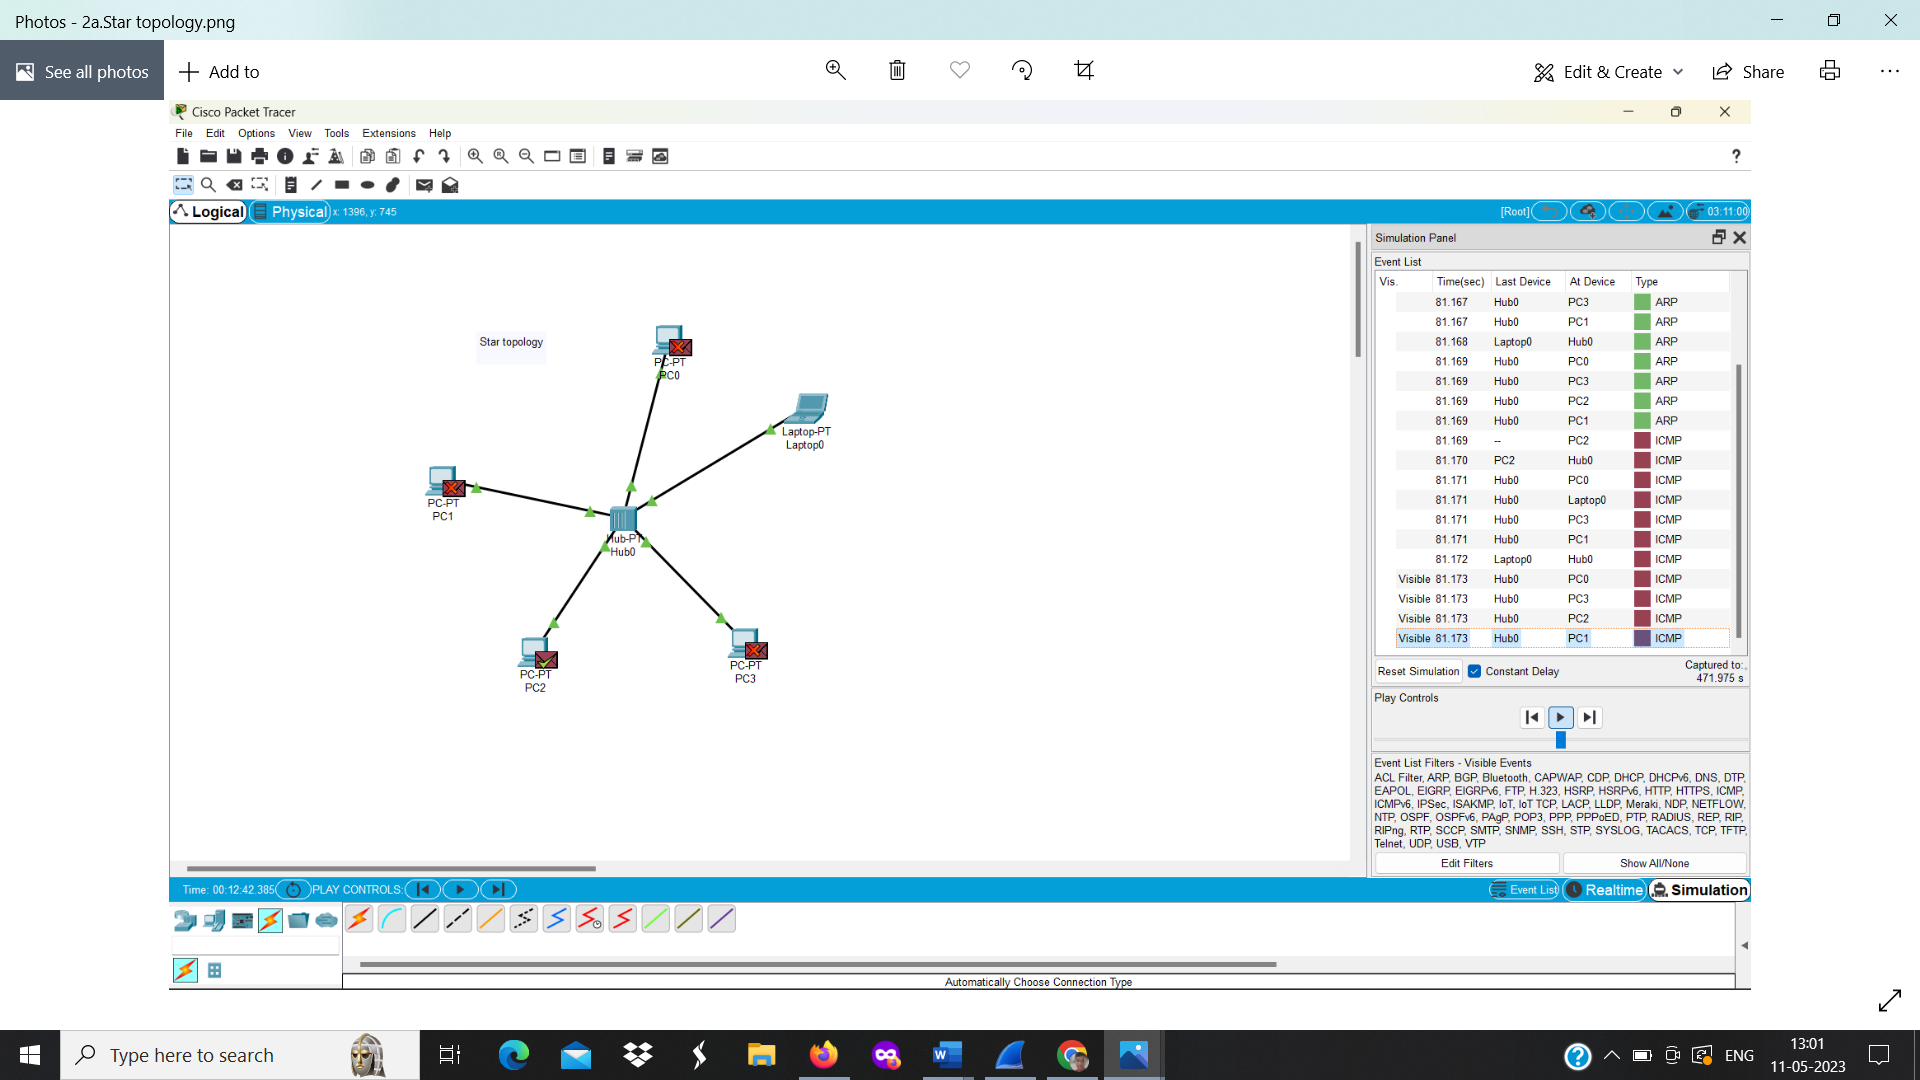 Photos - 2a.Star topology.png
See all photos
Add to
Edit & Create
Share
Cisco Packet Tracer
File Edit Options View Tools Extensions Help
?
Logical Physical x: 1396, y: 745
[Root] 03:11:00
Star topology
PC-PT
PC0
Laptop-PT
Laptop0
PC-PT
PC1
Hub-PT
Hub0
PC-PT
PC2
PC-PT
PC3
Simulation Panel
Event List
Vis. Time(sec) Last Device At Device Type
81.167 Hub0 PC3 ARP
81.167 Hub0 PC1 ARP
81.168 Laptop0 Hub0 ARP
81.169 Hub0 PC0 ARP
81.169 Hub0 PC3 ARP
81.169 Hub0 PC2 ARP
81.169 Hub0 PC1 ARP
81.169 -- PC2 ICMP
81.170 PC2 Hub0 ICMP
81.171 Hub0 PC0 ICMP
81.171 Hub0 Laptop0 ICMP
81.171 Hub0 PC3 ICMP
81.171 Hub0 PC1 ICMP
81.172 Laptop0 Hub0 ICMP
Visible 81.173 Hub0 PC0 ICMP
Visible 81.173 Hub0 PC3 ICMP
Visible 81.173 Hub0 PC2 ICMP
Visible 81.173 Hub0 PC1 ICMP
Reset Simulation Constant Delay Captured to:
471.975 s
Play Controls
Event List Filters - Visible Events
ACL Filter, ARP, BGP, Bluetooth, CAPWAP, CDP, DHCP, DHCPv6, DNS, DTP,
EAPOL, EIGRP, EIGRPv6, FTP, H.323, HSRP, HSRPv6, HTTP, HTTPS, ICMP,
ICMPv6, IPSec, ISAKMP, IoT, IoT TCP, LACP, LLDP, Meraki, NDP, NETFLOW,
NTP, OSPF, OSPFv6, PAgP, POP3, PPP, PPPoED, PTP, RADIUS, REP, RIP,
RIPng, RTP, SCCP, SMTP, SNMP, SSH, STP, SYSLOG, TACACS, TCP, TFTP,
Telnet, UDP, USB, VTP
Edit Filters Show All/None
Time: 00:12:42.385 PLAY CONTROLS: Event List Realtime Simulation
Automatically Choose Connection Type
Type here to search
ENG
13:01
11-05-2023